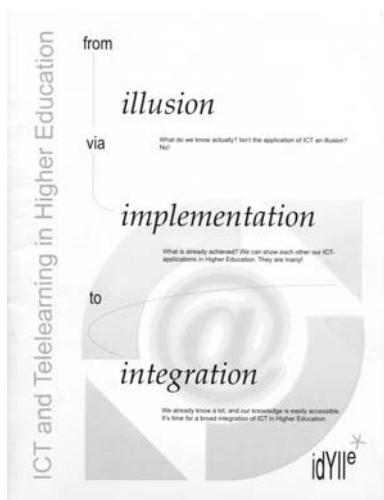 ICT and Telelearning in Higher Education
from
illusion
What do we know actually? Isn't the application of ICT an illusion?
No!
via
implementation
What is already achieved? We can show each other our ICT-
applications in Higher Education. They are many!
to
@
integration
We already know a lot, and our knowledge is easily accessible.
It's time for a broad integration of ICT in Higher Education.
idYlle